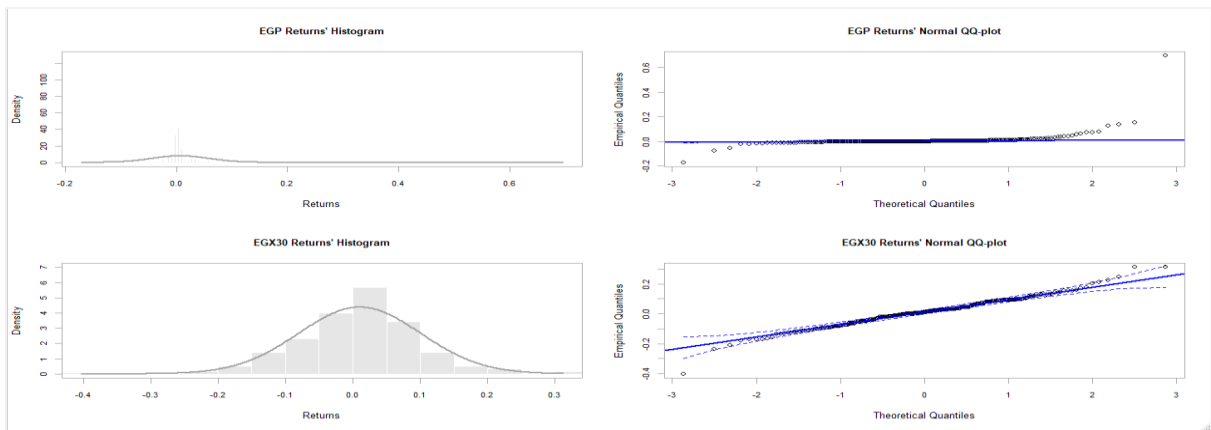 EGP Returns' Histogram
Density
0 20 40 60 80 100
-0.2 0.0 0.2 0.4 0.6
Returns
EGP Returns' Normal QQ-plot
Empirical Quantiles
-0.2 0.0 0.2 0.4 0.6
-3 -2 -1 0 1 2 3
Theoretical Quantiles
EGX30 Returns' Histogram
Density
0 1 2 3 4 5 6 7
-0.4 -0.3 -0.2 -0.1 0.0 0.1 0.2 0.3
Returns
EGX30 Returns' Normal QQ-plot
Empirical Quantiles
-0.4 -0.2 0.0 0.2
-3 -2 -1 0 1 2 3
Theoretical Quantiles